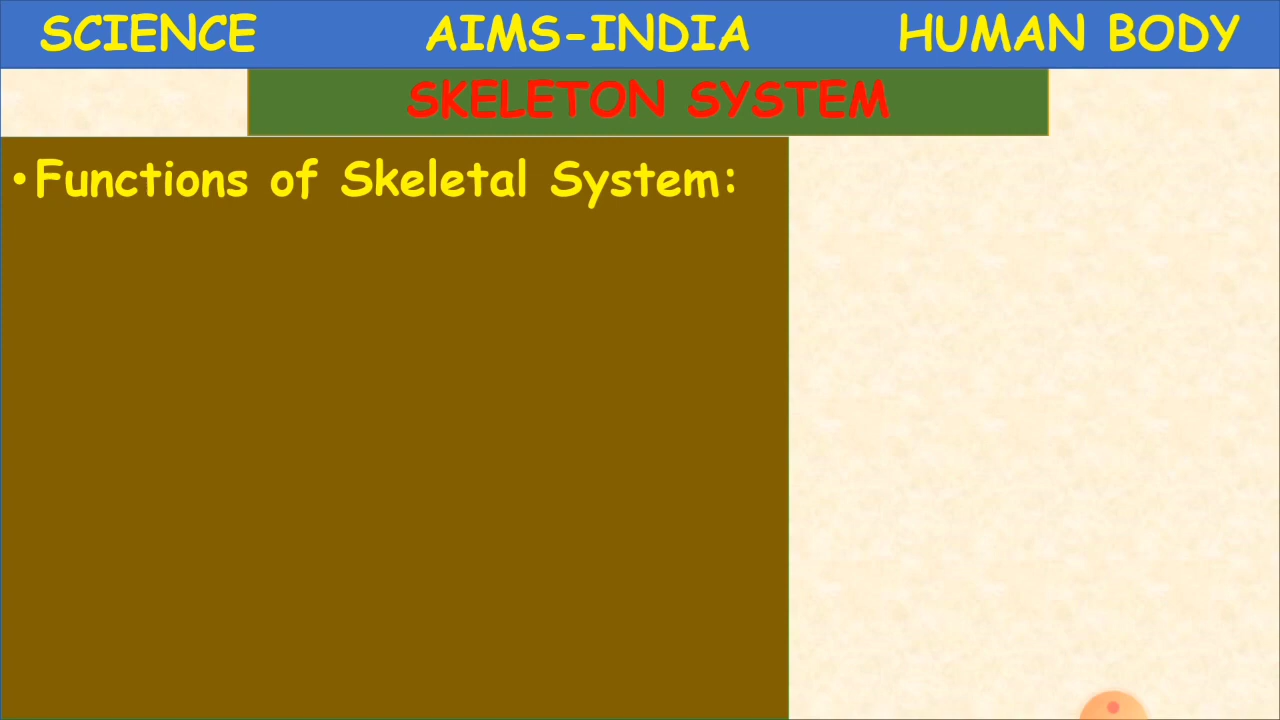 SCIENCE AIMS-INDIA HUMAN BODY
SKELETON SYSTEM
• Functions of Skeletal System: